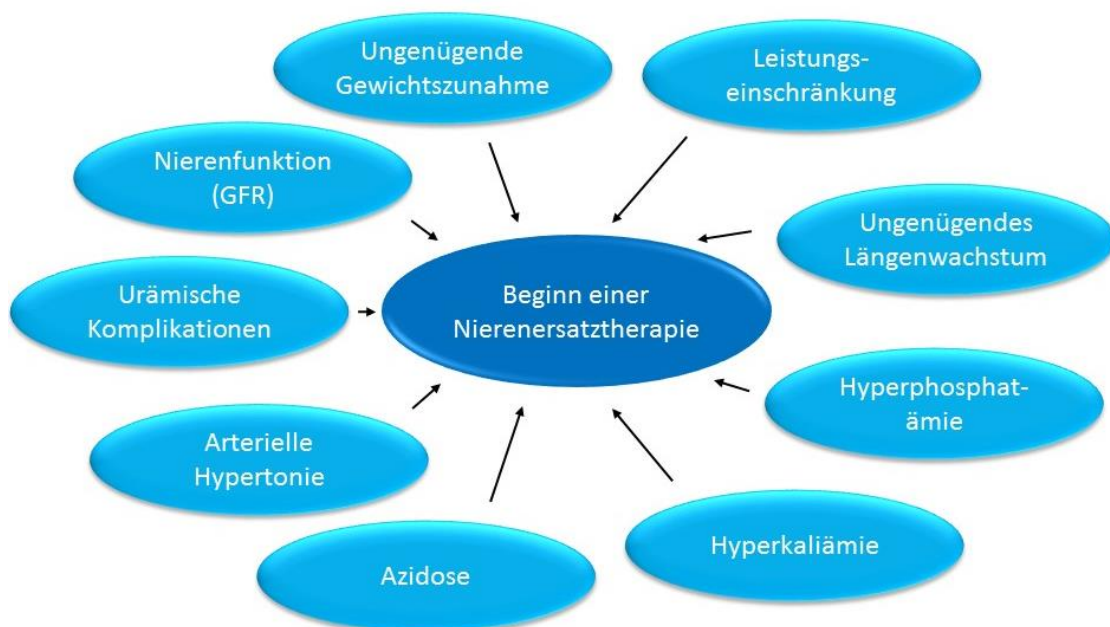 Ungenügende
Gewichtszunahme
Leistungs-
einschränkung
Nierenfunktion
(GFR)
Ungenügendes
Längenwachstum
Urämische
Komplikationen
Beginn einer
Nierenersatztherapie
Hyperphosphat-
ämie
Arterielle
Hypertonie
Hyperkaliämie
Azidose